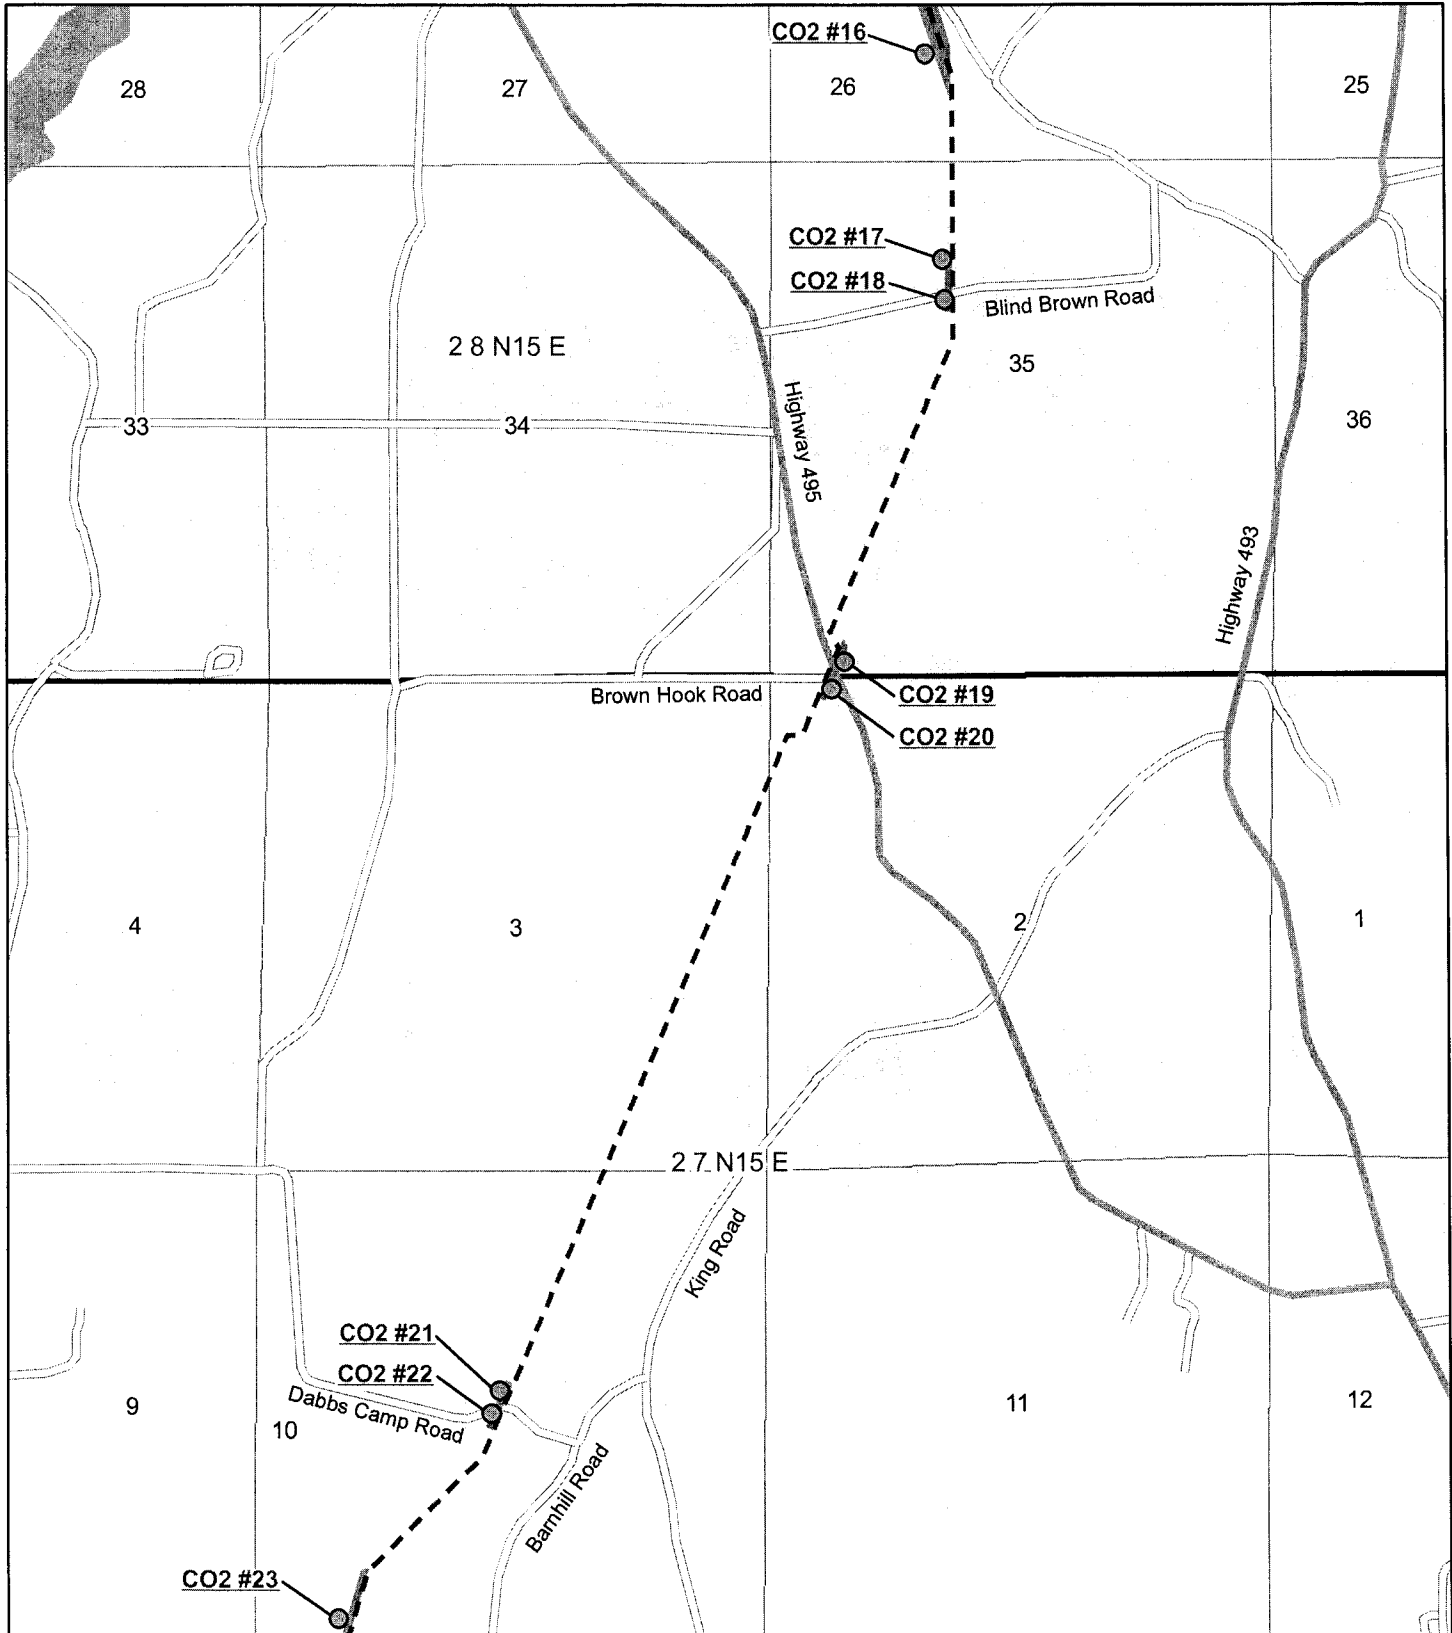 CO2 #16
28
27
26
25
CO2 #17
CO2 #18
Blind Brown Road
2 8 N15 E
35
Highway 495
33
34
36
Highway 493
Brown Hook Road
CO2 #19
CO2 #20
4
3
2
1
2 7 N15 E
King Road
CO2 #21
CO2 #22
Dabbs Camp Road
9
10
11
12
Barnhill Road
CO2 #23